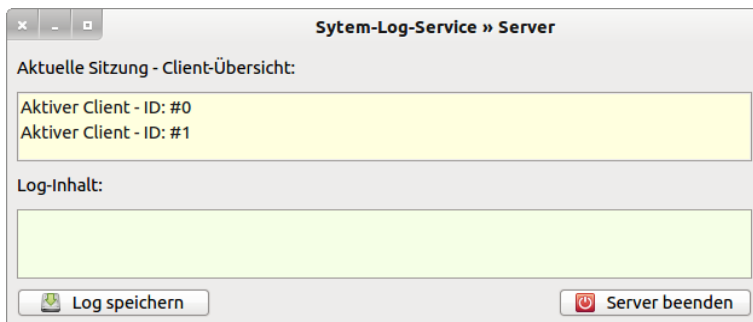 Sytem-Log-Service » Server
Aktuelle Sitzung - Client-Übersicht:
Aktiver Client - ID: #0
Aktiver Client - ID: #1
Log-Inhalt:
Log speichern
Server beenden